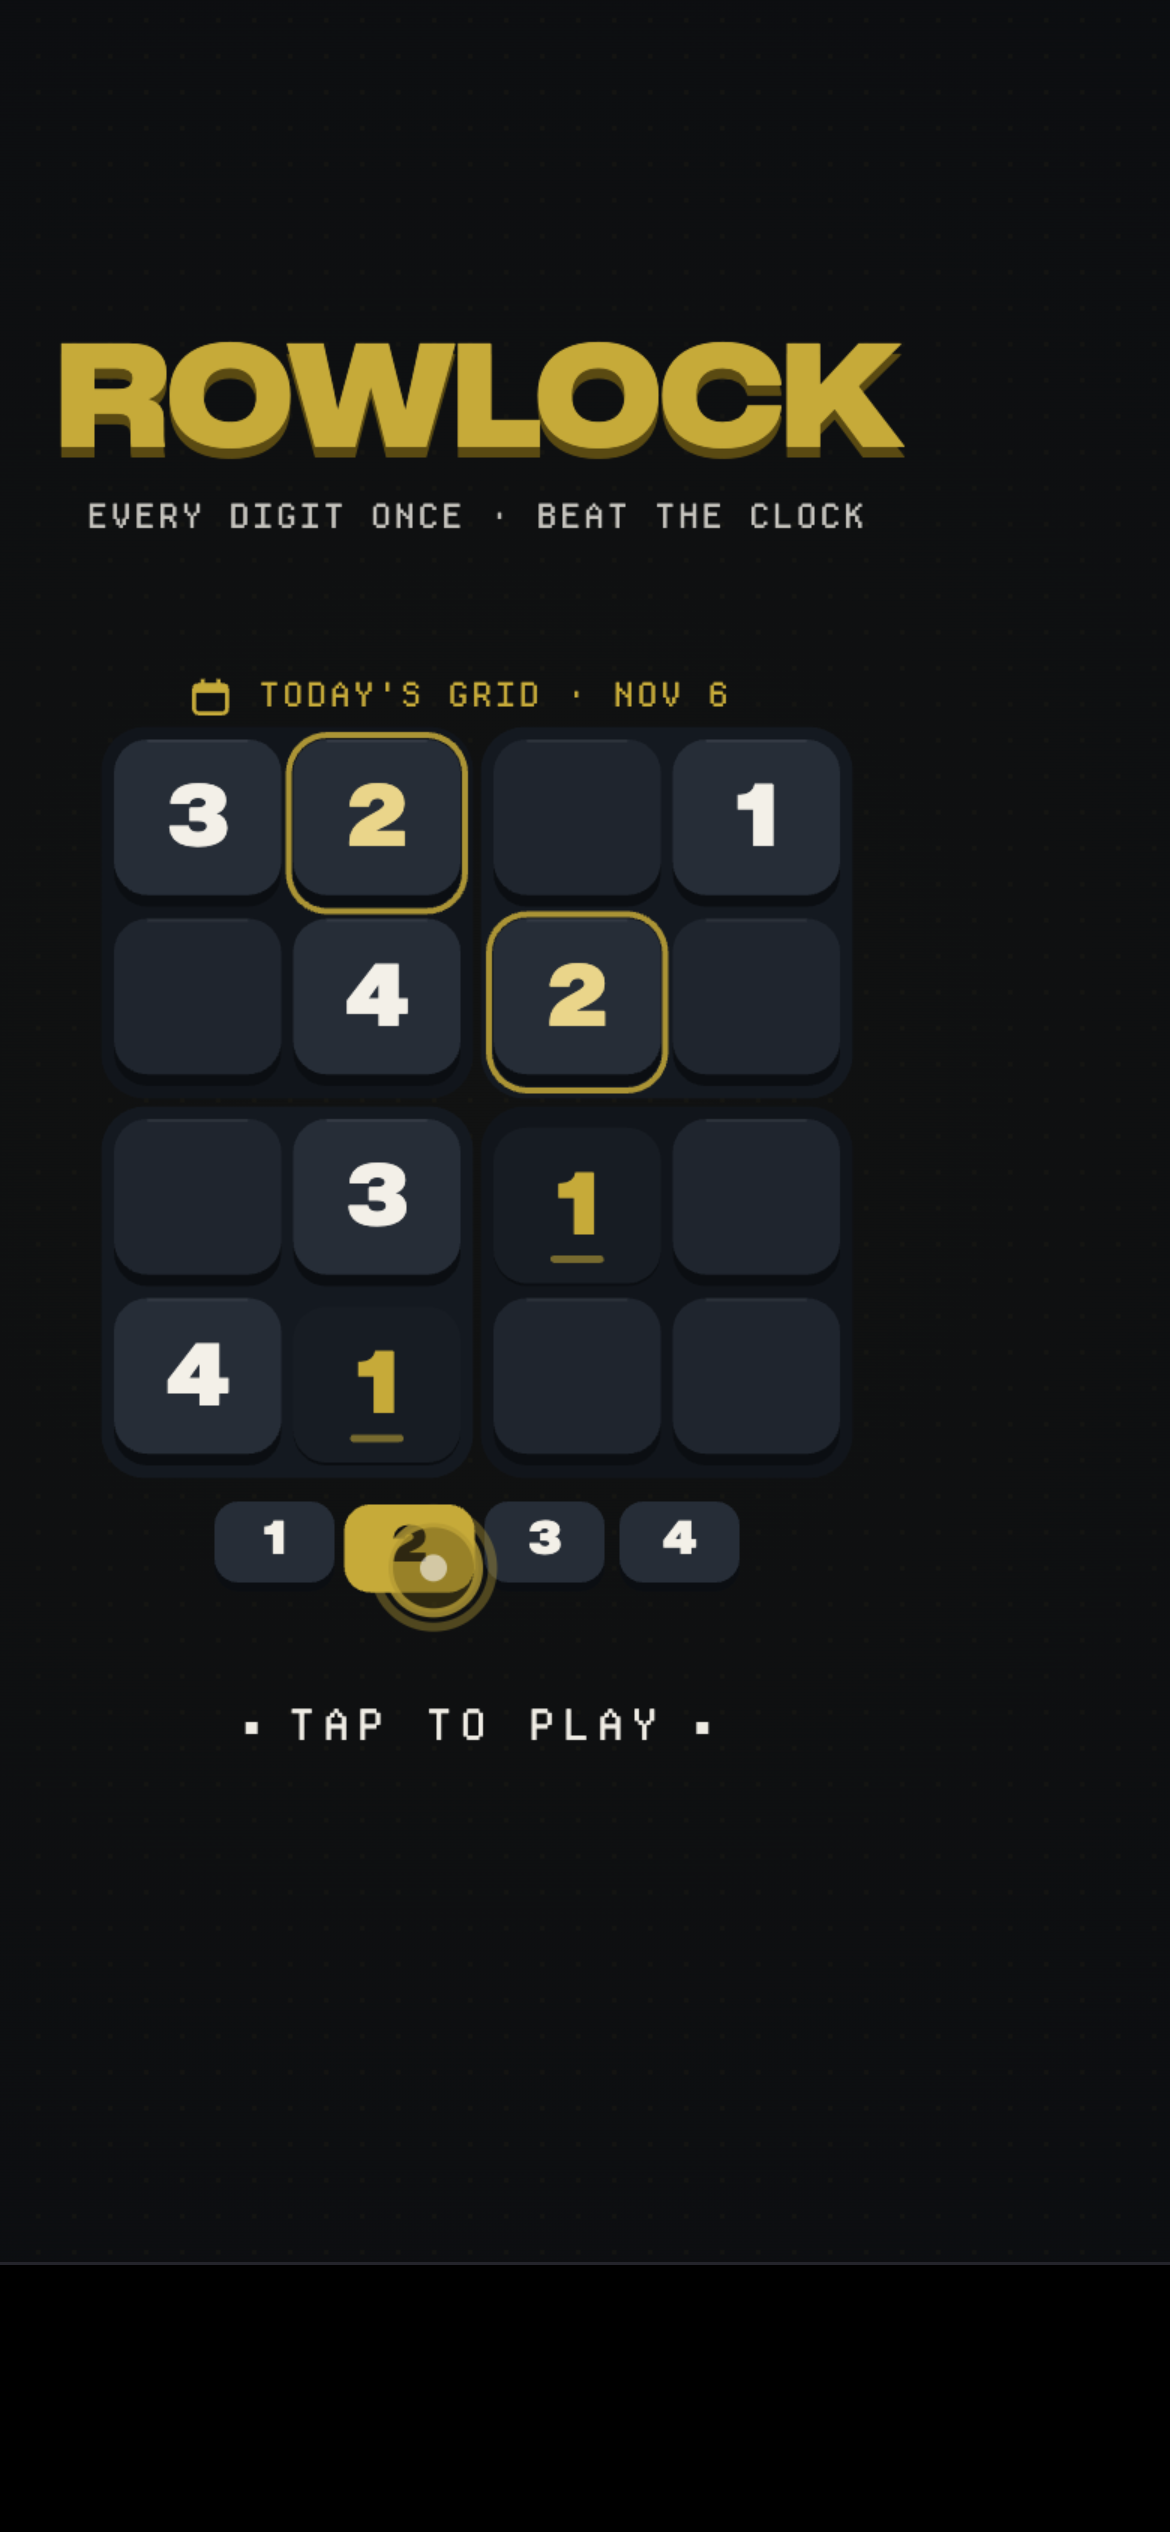 ROWLOCK
EVERY DIGIT ONCE · BEAT THE CLOCK
TODAY'S GRID · NOV 6
3 2 1
4 2
3 1
4 1
1 2 3 4
▪ TAP TO PLAY ▪